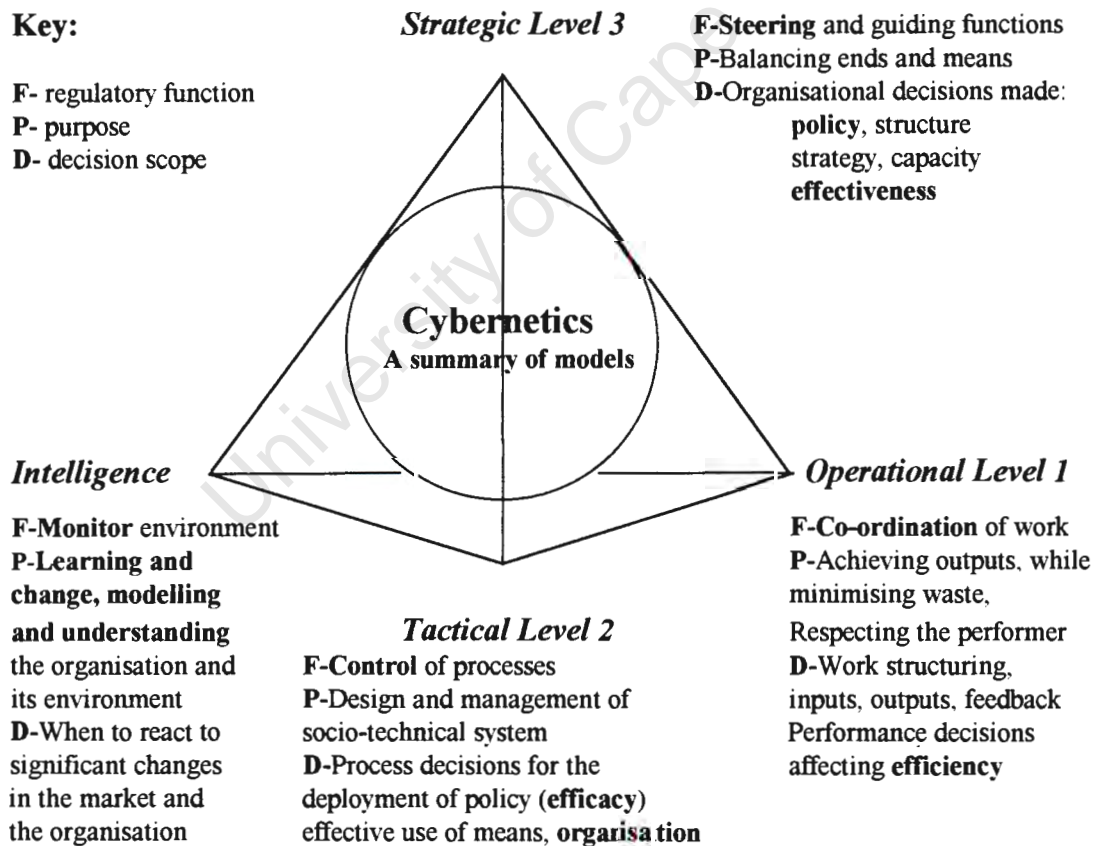 Key:
F- regulatory function
P- purpose
D- decision scope
Strategic Level 3
F-Steering and guiding functions
P-Balancing ends and means
D-Organisational decisions made:
policy, structure
strategy, capacity
effectiveness
Cybernetics
A summary of models
Intelligence
F-Monitor environment
P-Learning and
change, modelling
and understanding
the organisation and
its environment
D-When to react to
significant changes
in the market and
the organisation
Tactical Level 2
F-Control of processes
P-Design and management of
socio-technical system
D-Process decisions for the
deployment of policy (efficacy)
effective use of means, organisation
Operational Level 1
F-Co-ordination of work
P-Achieving outputs, while
minimising waste,
Respecting the performer
D-Work structuring,
inputs, outputs, feedback
Performance decisions
affecting efficiency
University of Cape